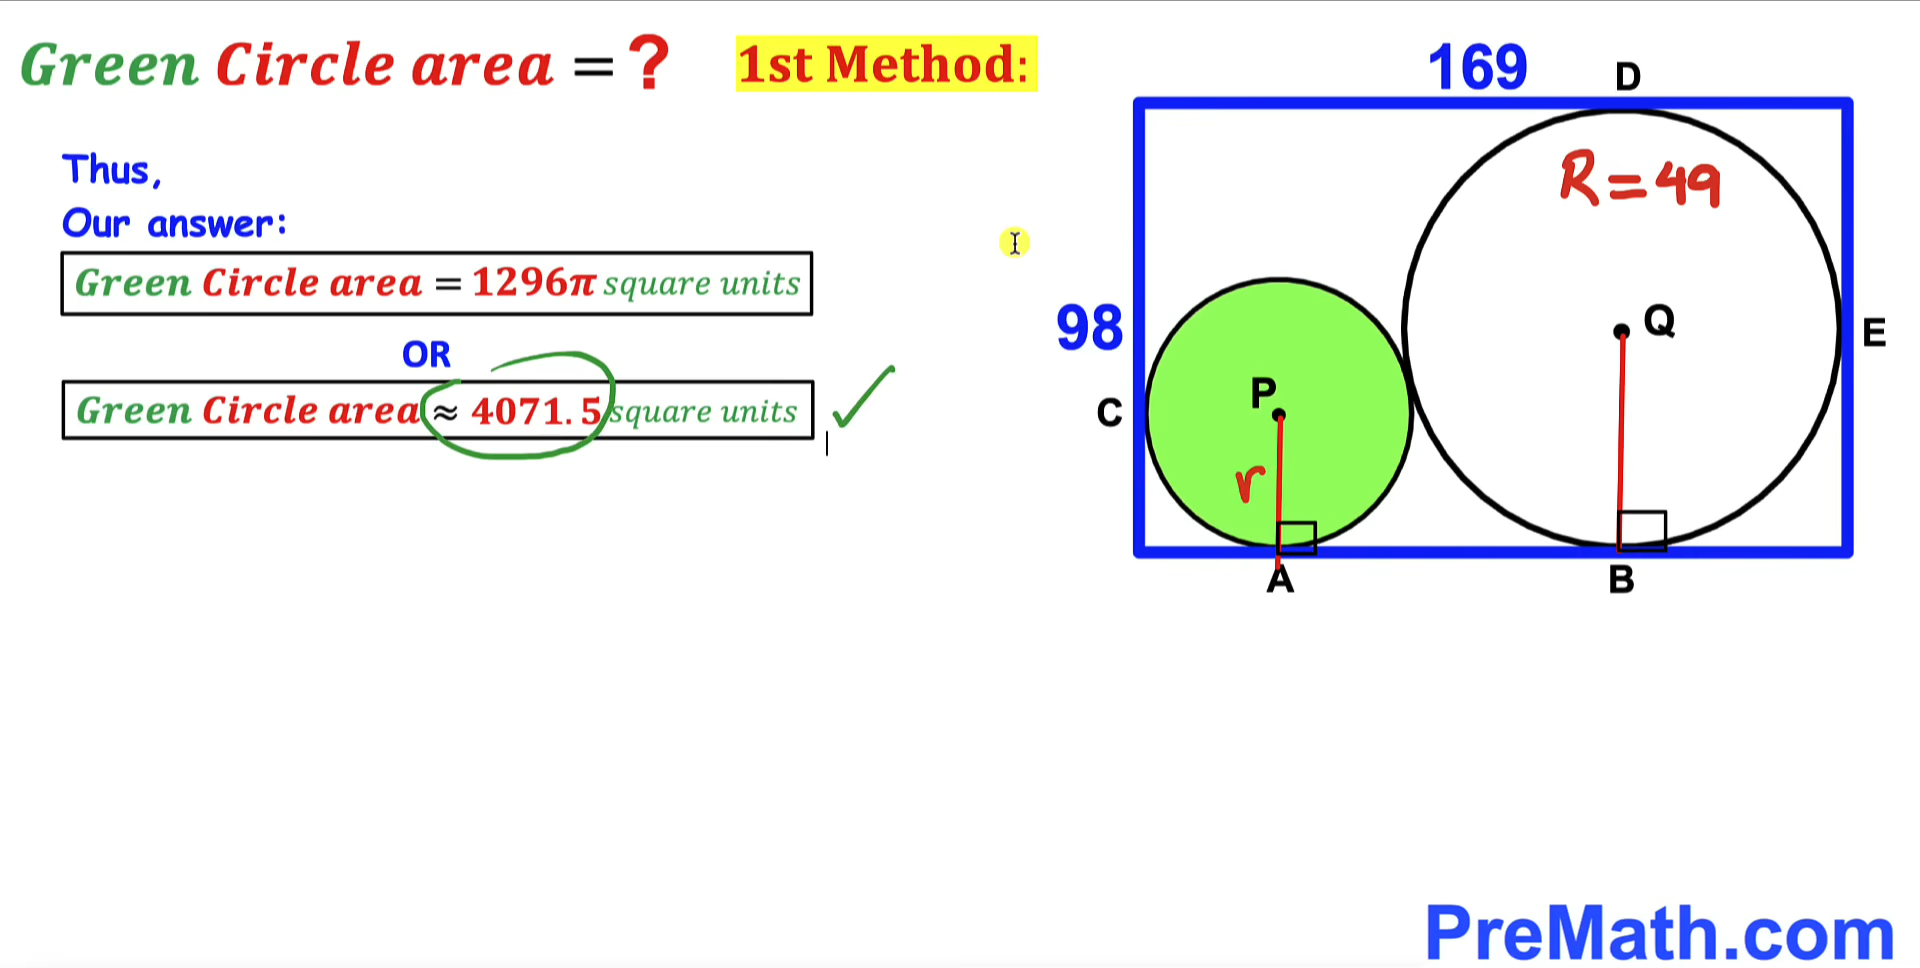 Green Circle area = ? 1st Method:
Thus,
Our answer:
Green Circle area = 1296π square units
OR
Green Circle area ≈ 4071.5 square units
169
D
R = 49
98
Q
E
P
C
r
A
B
PreMath.com